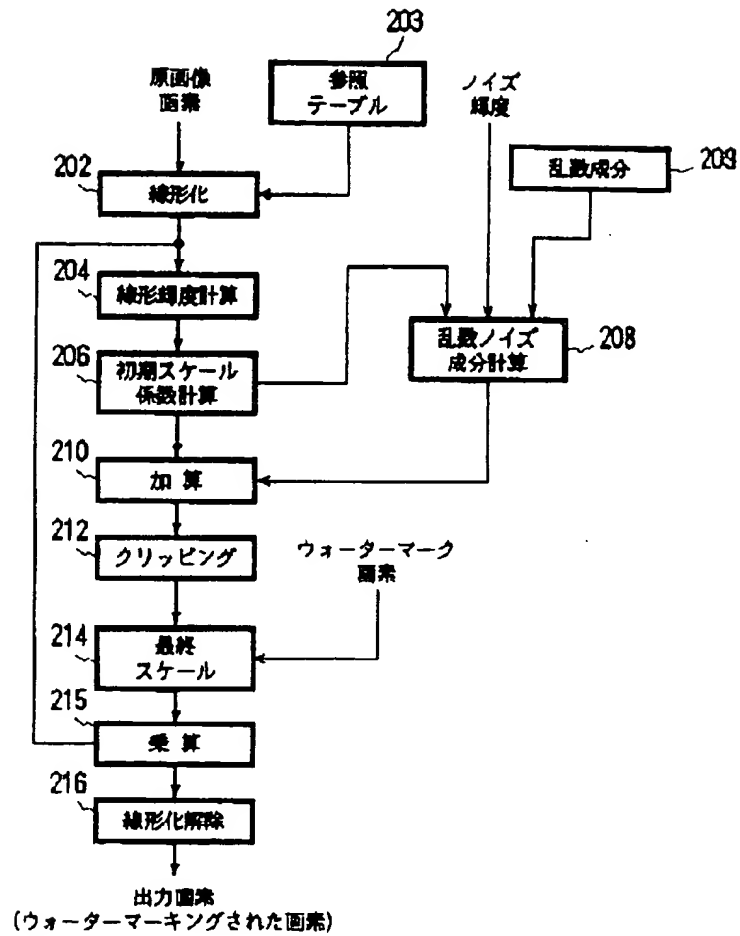 203
原画像
画素
参照
テーブル
ノイズ
輝度
202
線形化
乱数成分
209
204
線形輝度計算
206
初期スケール
係数計算
乱数ノイズ
成分計算
208
210
加 算
212
クリッピング
ウォーターマーク
画素
214
最終
スケール
215
乗 算
216
線形化解除
出力画素
(ウォーターマーキングされた画素)